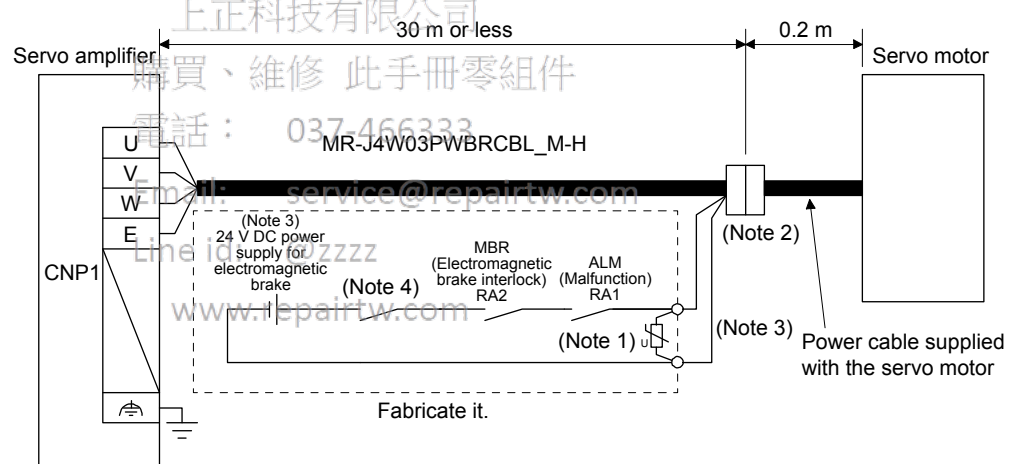 上正科技有限公司
30 m or less
0.2 m
Servo amplifier
Servo motor
購買、維修 此手冊零組件
電話： 037-466333
MR-J4W03PWBRCBL_M-H
U
V
W
E
Email: service@repairtw.com
(Note 2)
(Note 3)
24 V DC power
supply for
electromagnetic
brake
Line id: @zzzz
MBR
(Electromagnetic
brake interlock)
RA2
ALM
(Malfunction)
RA1
CNP1
(Note 4)
www.repairtw.com
(Note 1)
U
(Note 3)
Power cable supplied
with the servo motor
Fabricate it.